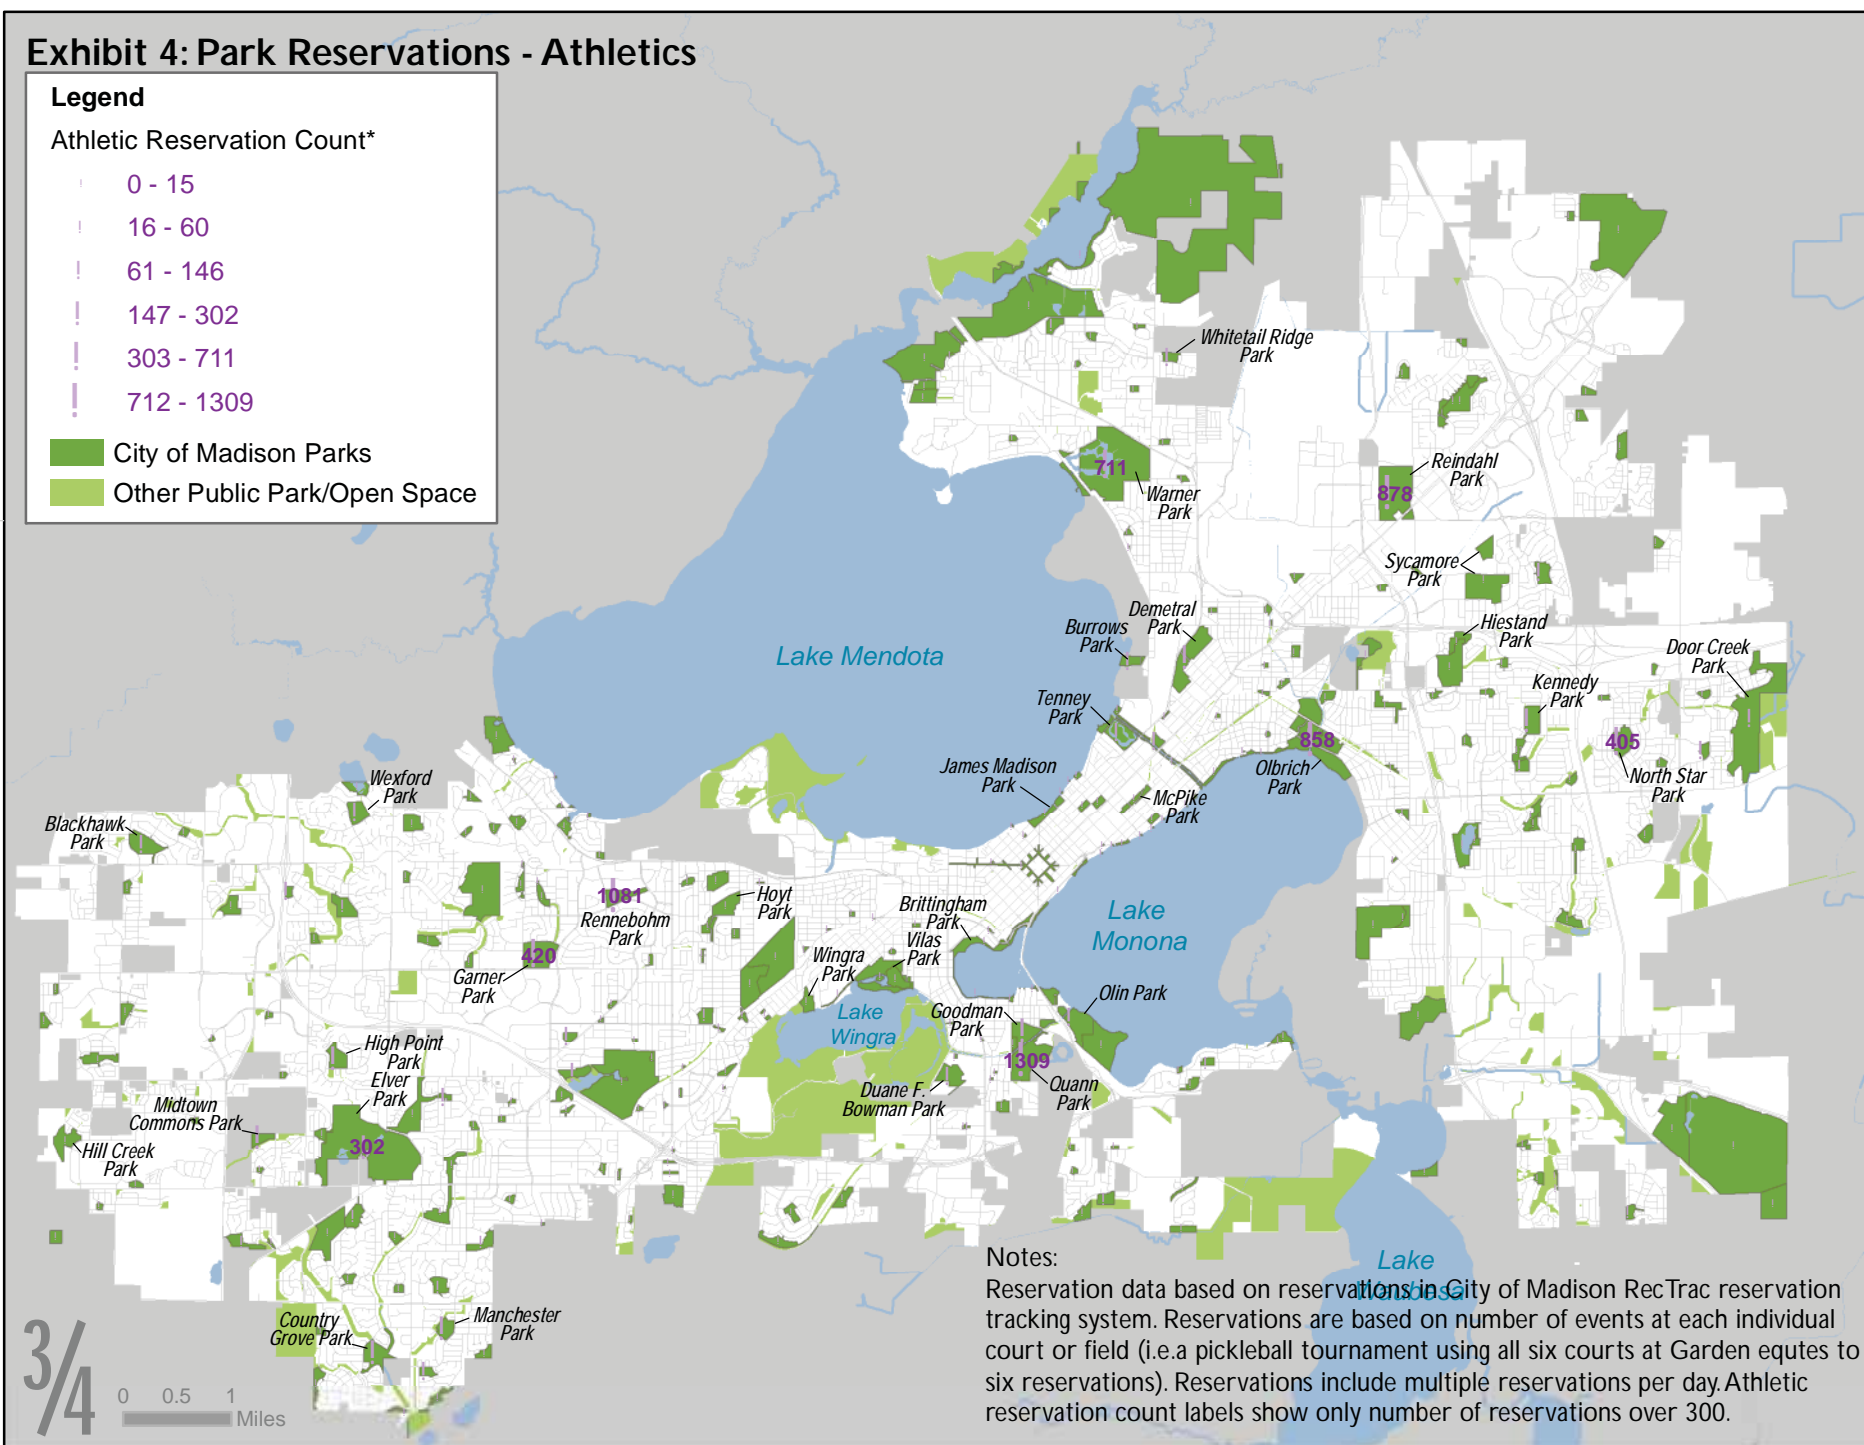 Exhibit 4: Park Reservations - Athletics
Legend
Athletic Reservation Count*
0 - 15
16 - 60
61 - 146
147 - 302
303 - 711
712 - 1309
City of Madison Parks
Other Public Park/Open Space
Whitetail Ridge
Park
711
Warner
Park
Reindahl
Park
878
Sycamore
Park
Demetral
Park
Burrows
Park
Hiestand
Park
Door Creek
Park
Lake Mendota
Tenney
Park
Kennedy
Park
858
Olbrich
Park
405
North Star
Park
James Madison
Park
McPike
Park
Wexford
Park
Blackhawk
Park
1081
Rennebohm
Park
Hoyt
Park
Brittingham
Park
Vilas
Park
Wingra
Park
Lake
Monona
420
Garner
Park
Olin Park
Goodman
Park
Lake
Wingra
High Point
Park
Elver
Park
1309
Quann
Park
Duane F.
Bowman Park
Midtown
Commons Park
302
Hill Creek
Park
Country
Grove Park
Manchester
Park
Lake
Waubesa
Notes:
Reservation data based on reservations in City of Madison RecTrac reservation
tracking system. Reservations are based on number of events at each individual
court or field (i.e.a pickleball tournament using all six courts at Garden equtes to
six reservations). Reservations include multiple reservations per day. Athletic
reservation count labels show only number of reservations over 300.
3/4
0 0.5 1
Miles